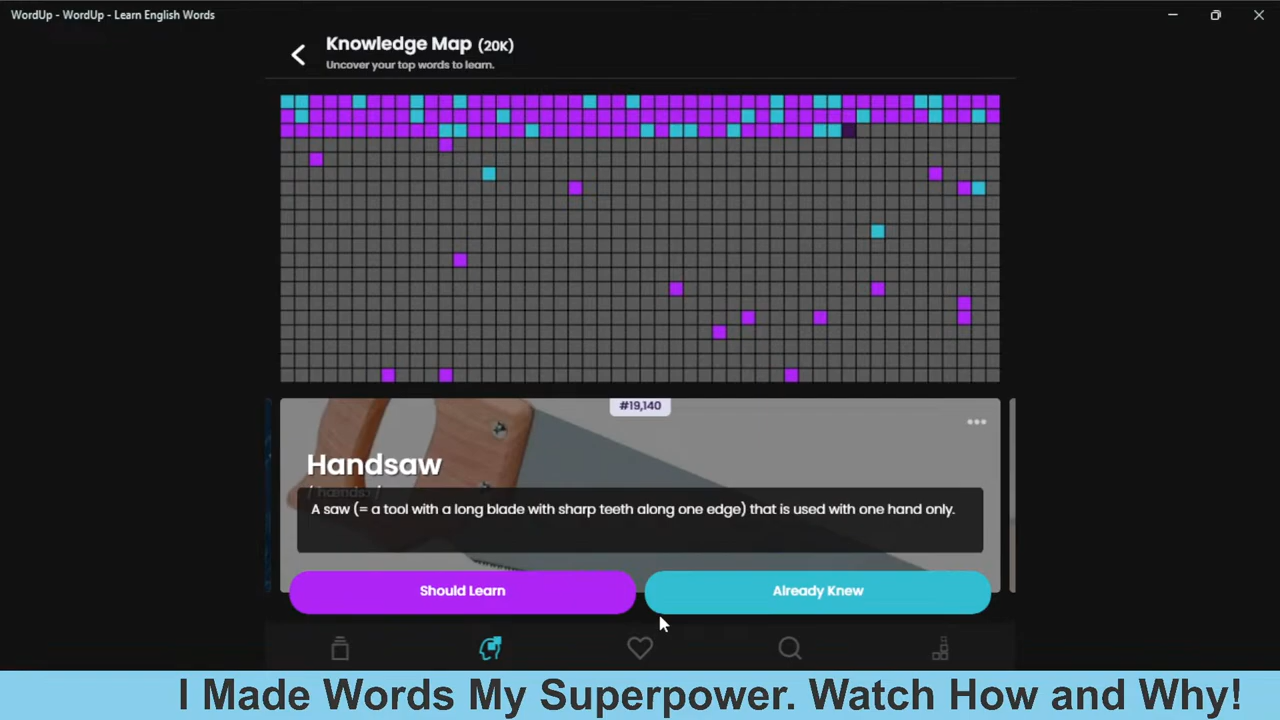 WordUp - WordUp - Learn English Words
Knowledge Map (20K)
Uncover your top words to learn.
#19,140
Handsaw
A saw (= a tool with a long blade with sharp teeth along one edge) that is used with one hand only.
Should Learn
Already Knew
I Made Words My Superpower. Watch How and Why!